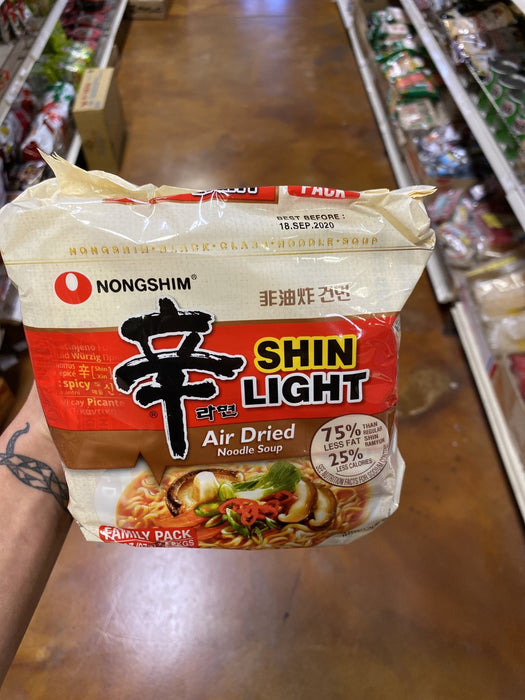 PACK
BEST BEFORE :
18.SEP.2020
NONGSHIM • BLACK • CLASS • NOODLE • SOUP
NONGSHIM®
非油炸 건면
辛
라면
SHIN
LIGHT
spicy
Picante
Air Dried
Noodle Soup
75% THAN REGULAR SHIN RAMYUN
LESS FAT
25%
LESS CALORIES
FAMILY PACK